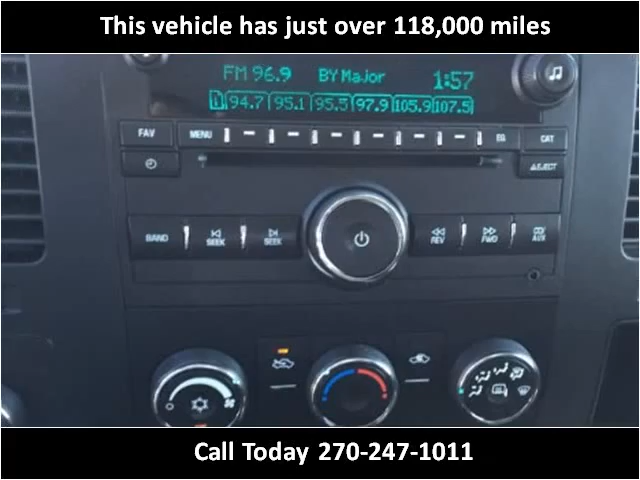 This vehicle has just over 118,000 miles
FM 96.9 BY Major 1:57
1 94.7 95.1 95.5 97.9 105.9 107.5
FAV MENU EQ CAT
EJECT
BAND SEEK SEEK REV FWD AUX
Call Today 270-247-1011